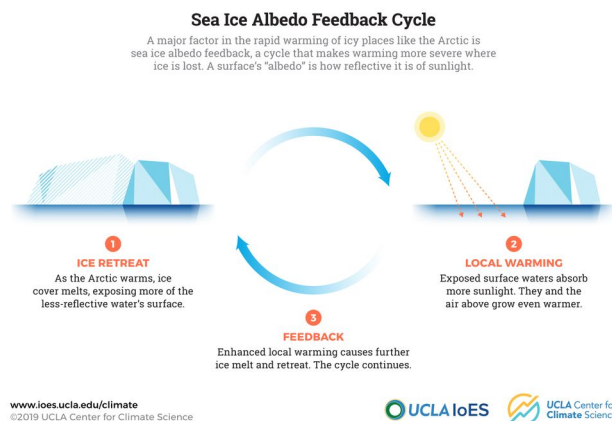 Sea Ice Albedo Feedback Cycle
A major factor in the rapid warming of icy places like the Arctic is
sea ice albedo feedback, a cycle that makes warming more severe where
ice is lost. A surface's “albedo” is how reflective it is of sunlight.
1
ICE RETREAT
As the Arctic warms, ice
cover melts, exposing more of the
less-reflective water's surface.
2
LOCAL WARMING
Exposed surface waters absorb
more sunlight. They and the
air above grow even warmer.
3
FEEDBACK
Enhanced local warming causes further
ice melt and retreat. The cycle continues.
www.ioes.ucla.edu/climate
©2019 UCLA Center for Climate Science
UCLA IoES
UCLA Center for
Climate Science